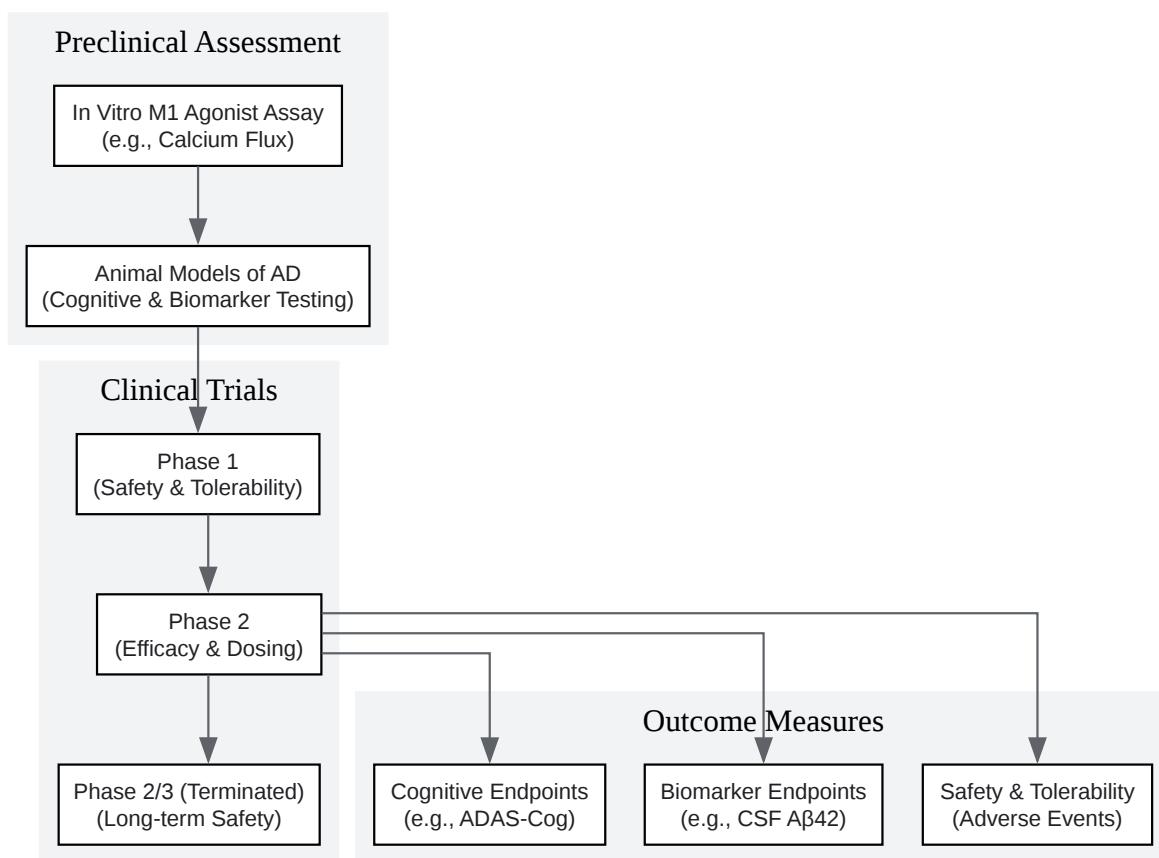 Preclinical Assessment
In Vitro M1 Agonist Assay
(e.g., Calcium Flux)
Animal Models of AD
(Cognitive & Biomarker Testing)
Clinical Trials
Phase 1
(Safety & Tolerability)
Phase 2
(Efficacy & Dosing)
Phase 2/3 (Terminated)
(Long-term Safety)
Outcome Measures
Cognitive Endpoints
(e.g., ADAS-Cog)
Biomarker Endpoints
(e.g., CSF Aβ42)
Safety & Tolerability
(Adverse Events)